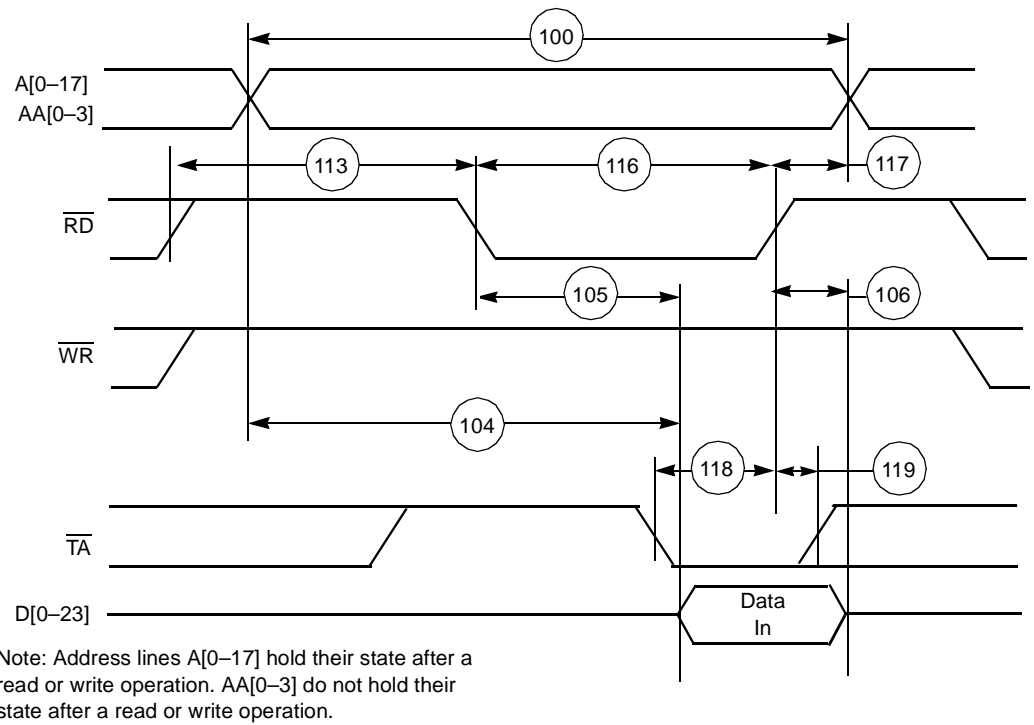 100
A[0–17]
AA[0–3]
113
116
117
RD
105
106
WR
104
118
119
TA
D[0–23]
Data
In
Note: Address lines A[0–17] hold their state after a
read or write operation. AA[0–3] do not hold their
state after a read or write operation.